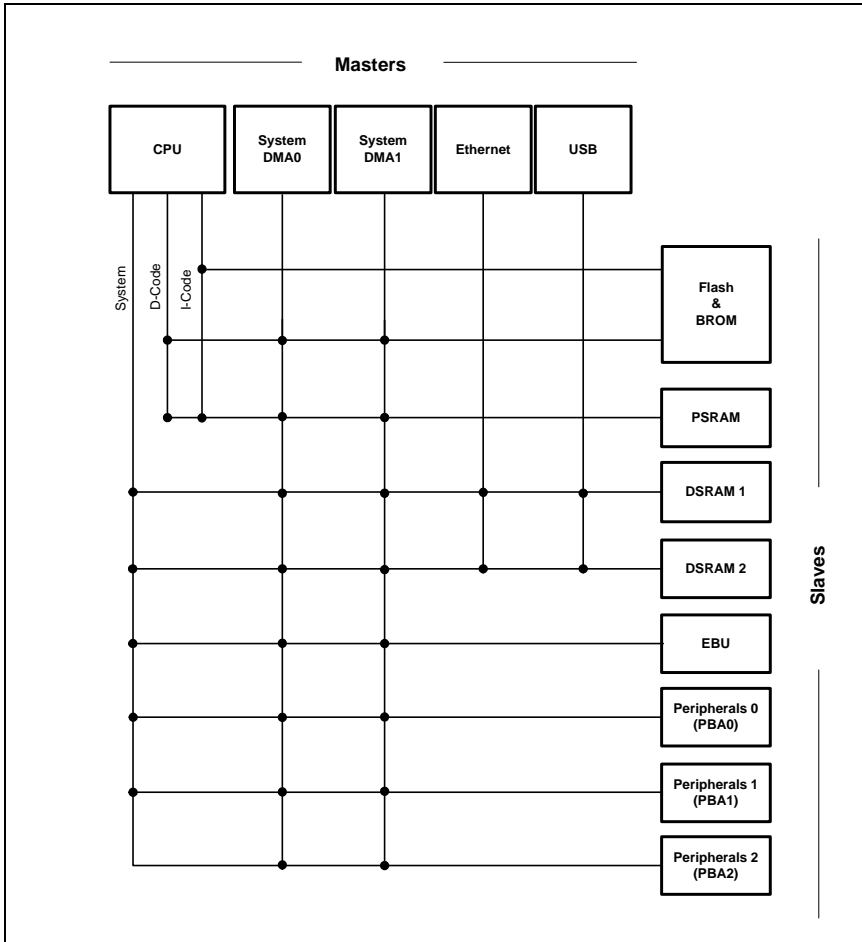 Masters
CPU
System
DMA0
System
DMA1
Ethernet
USB
System
D-Code
I-Code
Flash
&
BROM
PSRAM
DSRAM 1
DSRAM 2
EBU
Peripherals 0
(PBA0)
Peripherals 1
(PBA1)
Peripherals 2
(PBA2)
Slaves